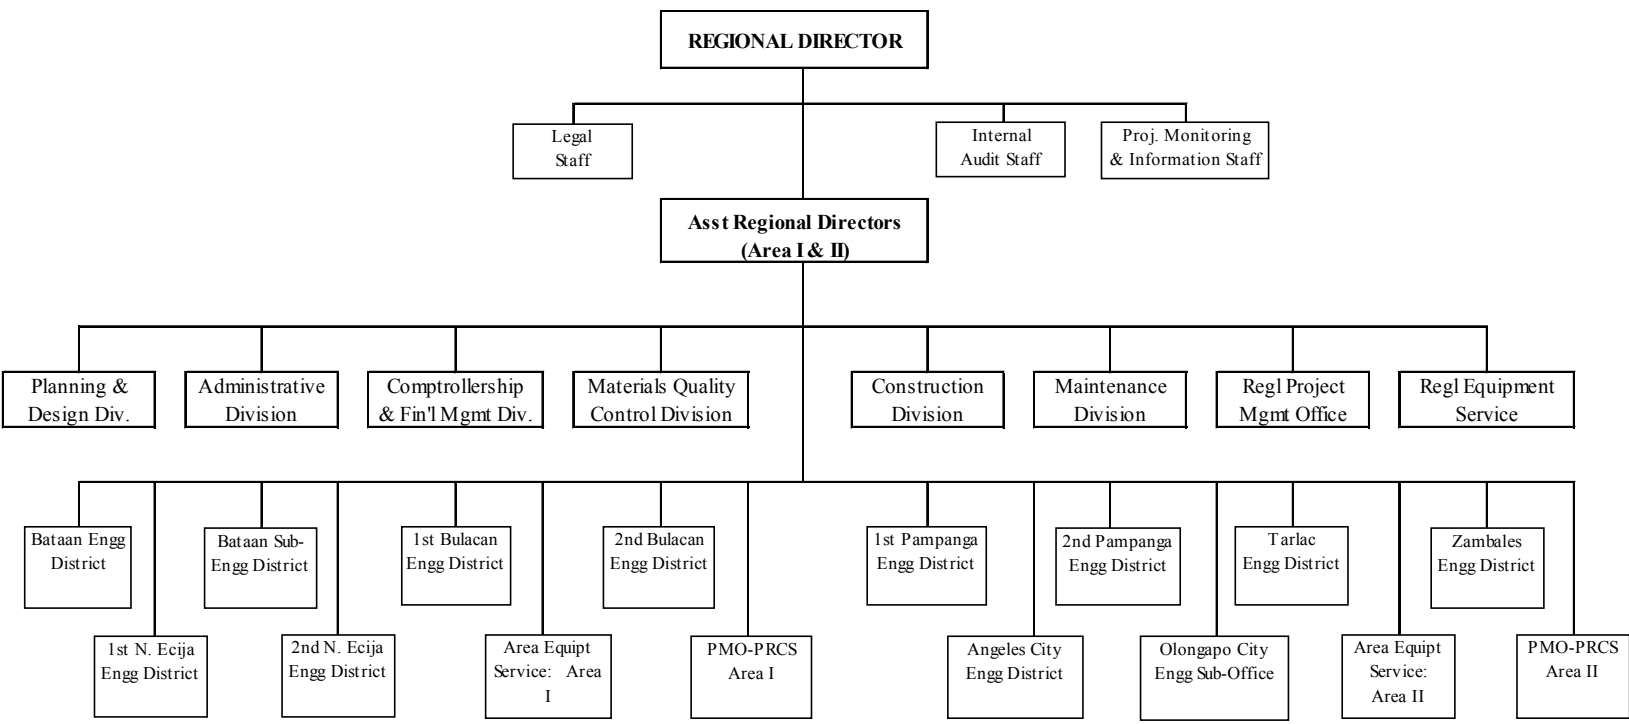 REGIONAL DIRECTOR
Legal
Staff
Internal
Audit Staff
Proj. Monitoring
& Information Staff
Asst Regional Directors
(Area I & II)
Planning &
Design Div.
Administrative
Division
Comptrollership
& Fin'l Mgmt Div.
Materials Quality
Control Division
Construction
Division
Maintenance
Division
Regl Project
Mgmt Office
Regl Equipment
Service
Bataan Engg
District
Bataan Sub-
Engg District
1st Bulacan
Engg District
2nd Bulacan
Engg District
1st Pampanga
Engg District
2nd Pampanga
Engg District
Tarlac
Engg District
Zambales
Engg District
1st N. Ecija
Engg District
2nd N. Ecija
Engg District
Area Equipt
Service: Area
I
PMO-PRCS
Area I
Angeles City
Engg District
Olongapo City
Engg Sub-Office
Area Equipt
Service:
Area II
PMO-PRCS
Area II